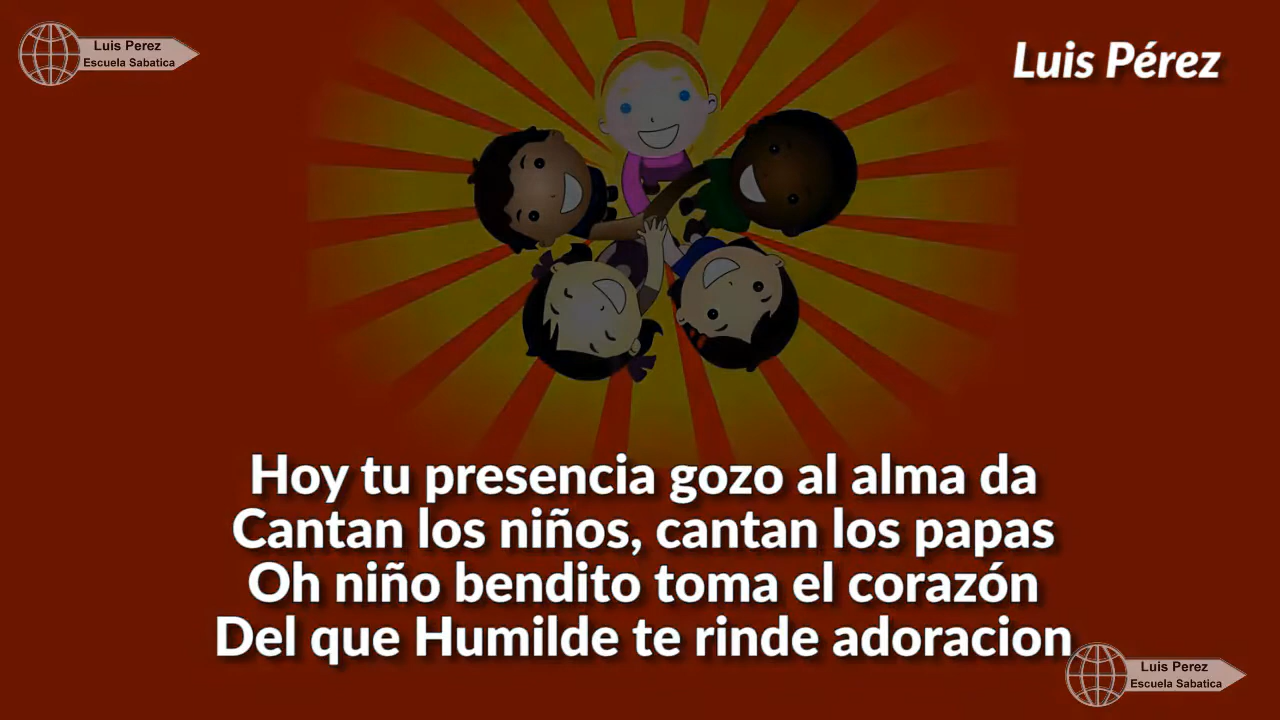 Luis Perez
Escuela Sabatica
Luis Pérez
Hoy tu presencia gozo al alma da
Cantan los niños, cantan los papas
Oh niño bendito toma el corazón
Del que Humilde te rinde adoracion
Luis Perez
Escuela Sabatica